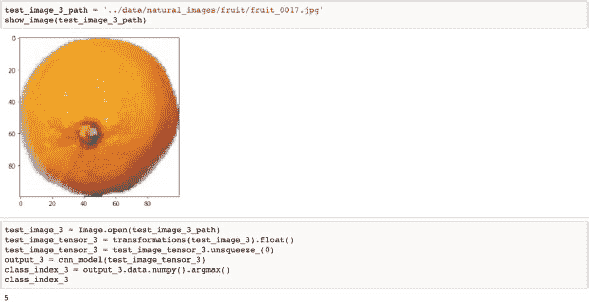 test_image_3_path = '../data/natural_images/fruit/fruit_0017.jpg'
show_image(test_image_3_path)
0
20
40
60
80
0 20 40 60 80
test_image_3 = Image.open(test_image_3_path)
test_image_tensor_3 = transformations(test_image_3).float()
test_image_tensor_3 = test_image_tensor_3.unsqueeze_(0)
output_3 = cnn_model(test_image_tensor_3)
class_index_3 = output_3.data.numpy().argmax()
class_index_3
5